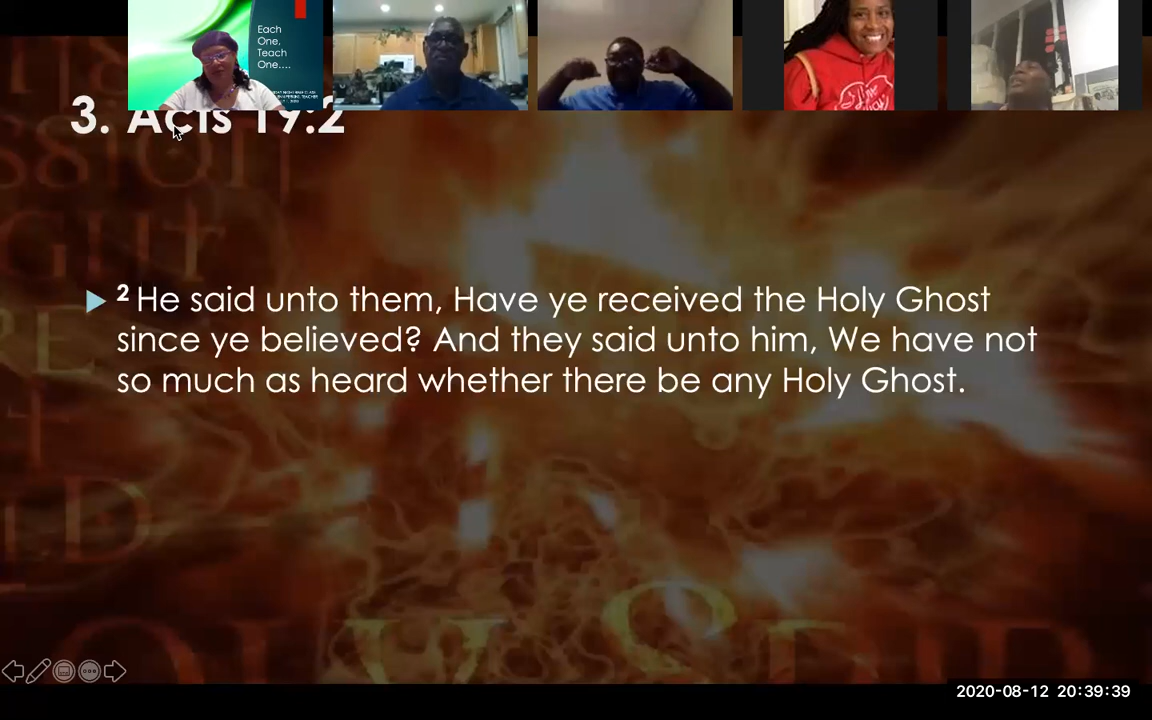 Each
One,
Teach
One....
3. Acts 19:2
2 He said unto them, Have ye received the Holy Ghost
since ye believed? And they said unto him, We have not
so much as heard whether there be any Holy Ghost.
2020-08-12 20:39:39